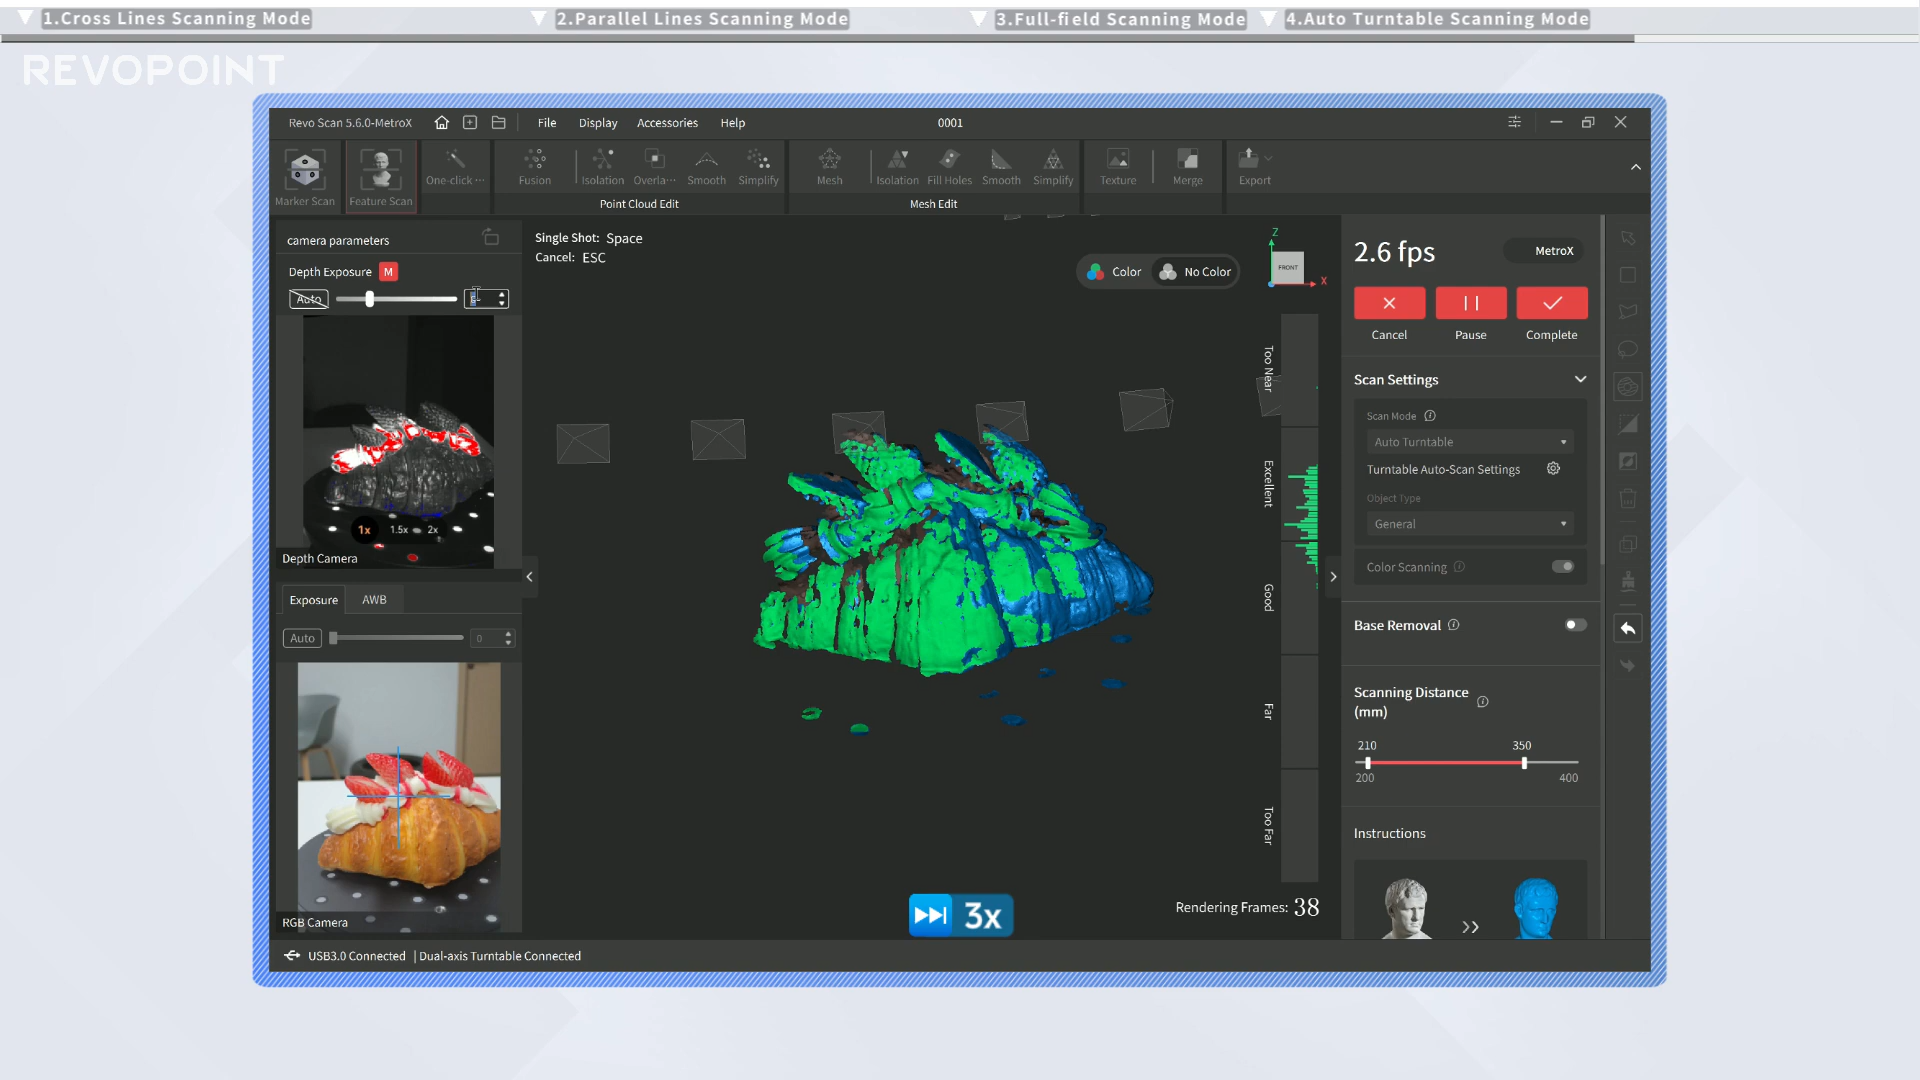 1.Cross Lines Scanning Mode
2.Parallel Lines Scanning Mode
3.Full-field Scanning Mode
4.Auto Turntable Scanning Mode
REVOPOINT
Revo Scan 5.6.0-MetroX
File
Display
Accessories
Help
0001
Marker Scan
Feature Scan
One-click ···
Fusion
Isolation
Overla···
Smooth
Simplify
Point Cloud Edit
Mesh
Isolation
Fill Holes
Smooth
Simplify
Mesh Edit
Texture
Merge
Export
camera parameters
Depth Exposure M
Auto
1x 1.5x 2x
Depth Camera
Exposure
AWB
Auto
0
RGB Camera
Single Shot: Space
Cancel: ESC
Color
No Color
Z
FRONT
X
Too Near
Excellent
Good
Far
Too Far
3x
Rendering Frames: 38
2.6 fps
MetroX
Cancel
Pause
Complete
Scan Settings
Scan Mode
Auto Turntable
Turntable Auto-Scan Settings
Object Type
General
Color Scanning
Base Removal
Scanning Distance
(mm)
210 350
200 400
Instructions
USB3.0 Connected | Dual-axis Turntable Connected